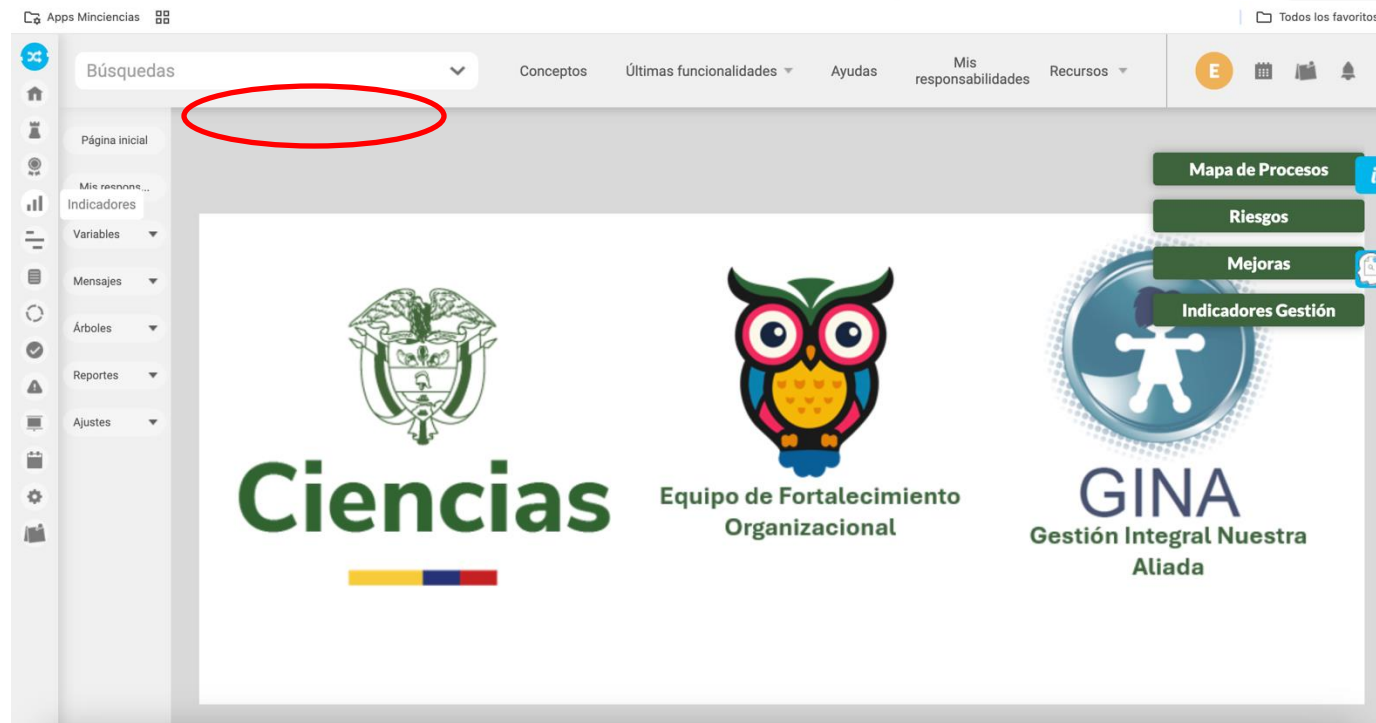 Apps Minciencias
Todos los favoritos
Búsquedas
Conceptos
Últimas funcionalidades
Ayudas
Mis
responsabilidades
Recursos
E
Página inicial
Mis respons...
Indicadores
Variables
Mensajes
Árboles
Reportes
Ajustes
Mapa de Procesos
Riesgos
Mejoras
Indicadores Gestión
Ciencias
Equipo de Fortalecimiento
Organizacional
GINA
Gestión Integral Nuestra
Aliada